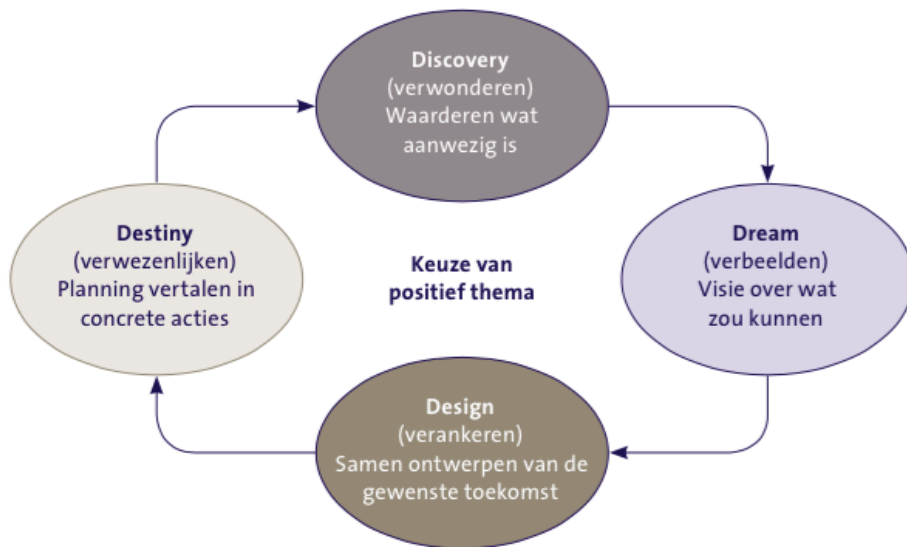 Discovery
(verwonderen)
Waarderen wat
aanwezig is
Destiny
(verwezenlijken)
Planning vertalen in
concrete acties
Keuze van
positief thema
Dream
(verbeelden)
Visie over wat
zou kunnen
Design
(verankeren)
Samen ontwerpen van de
gewenste toekomst